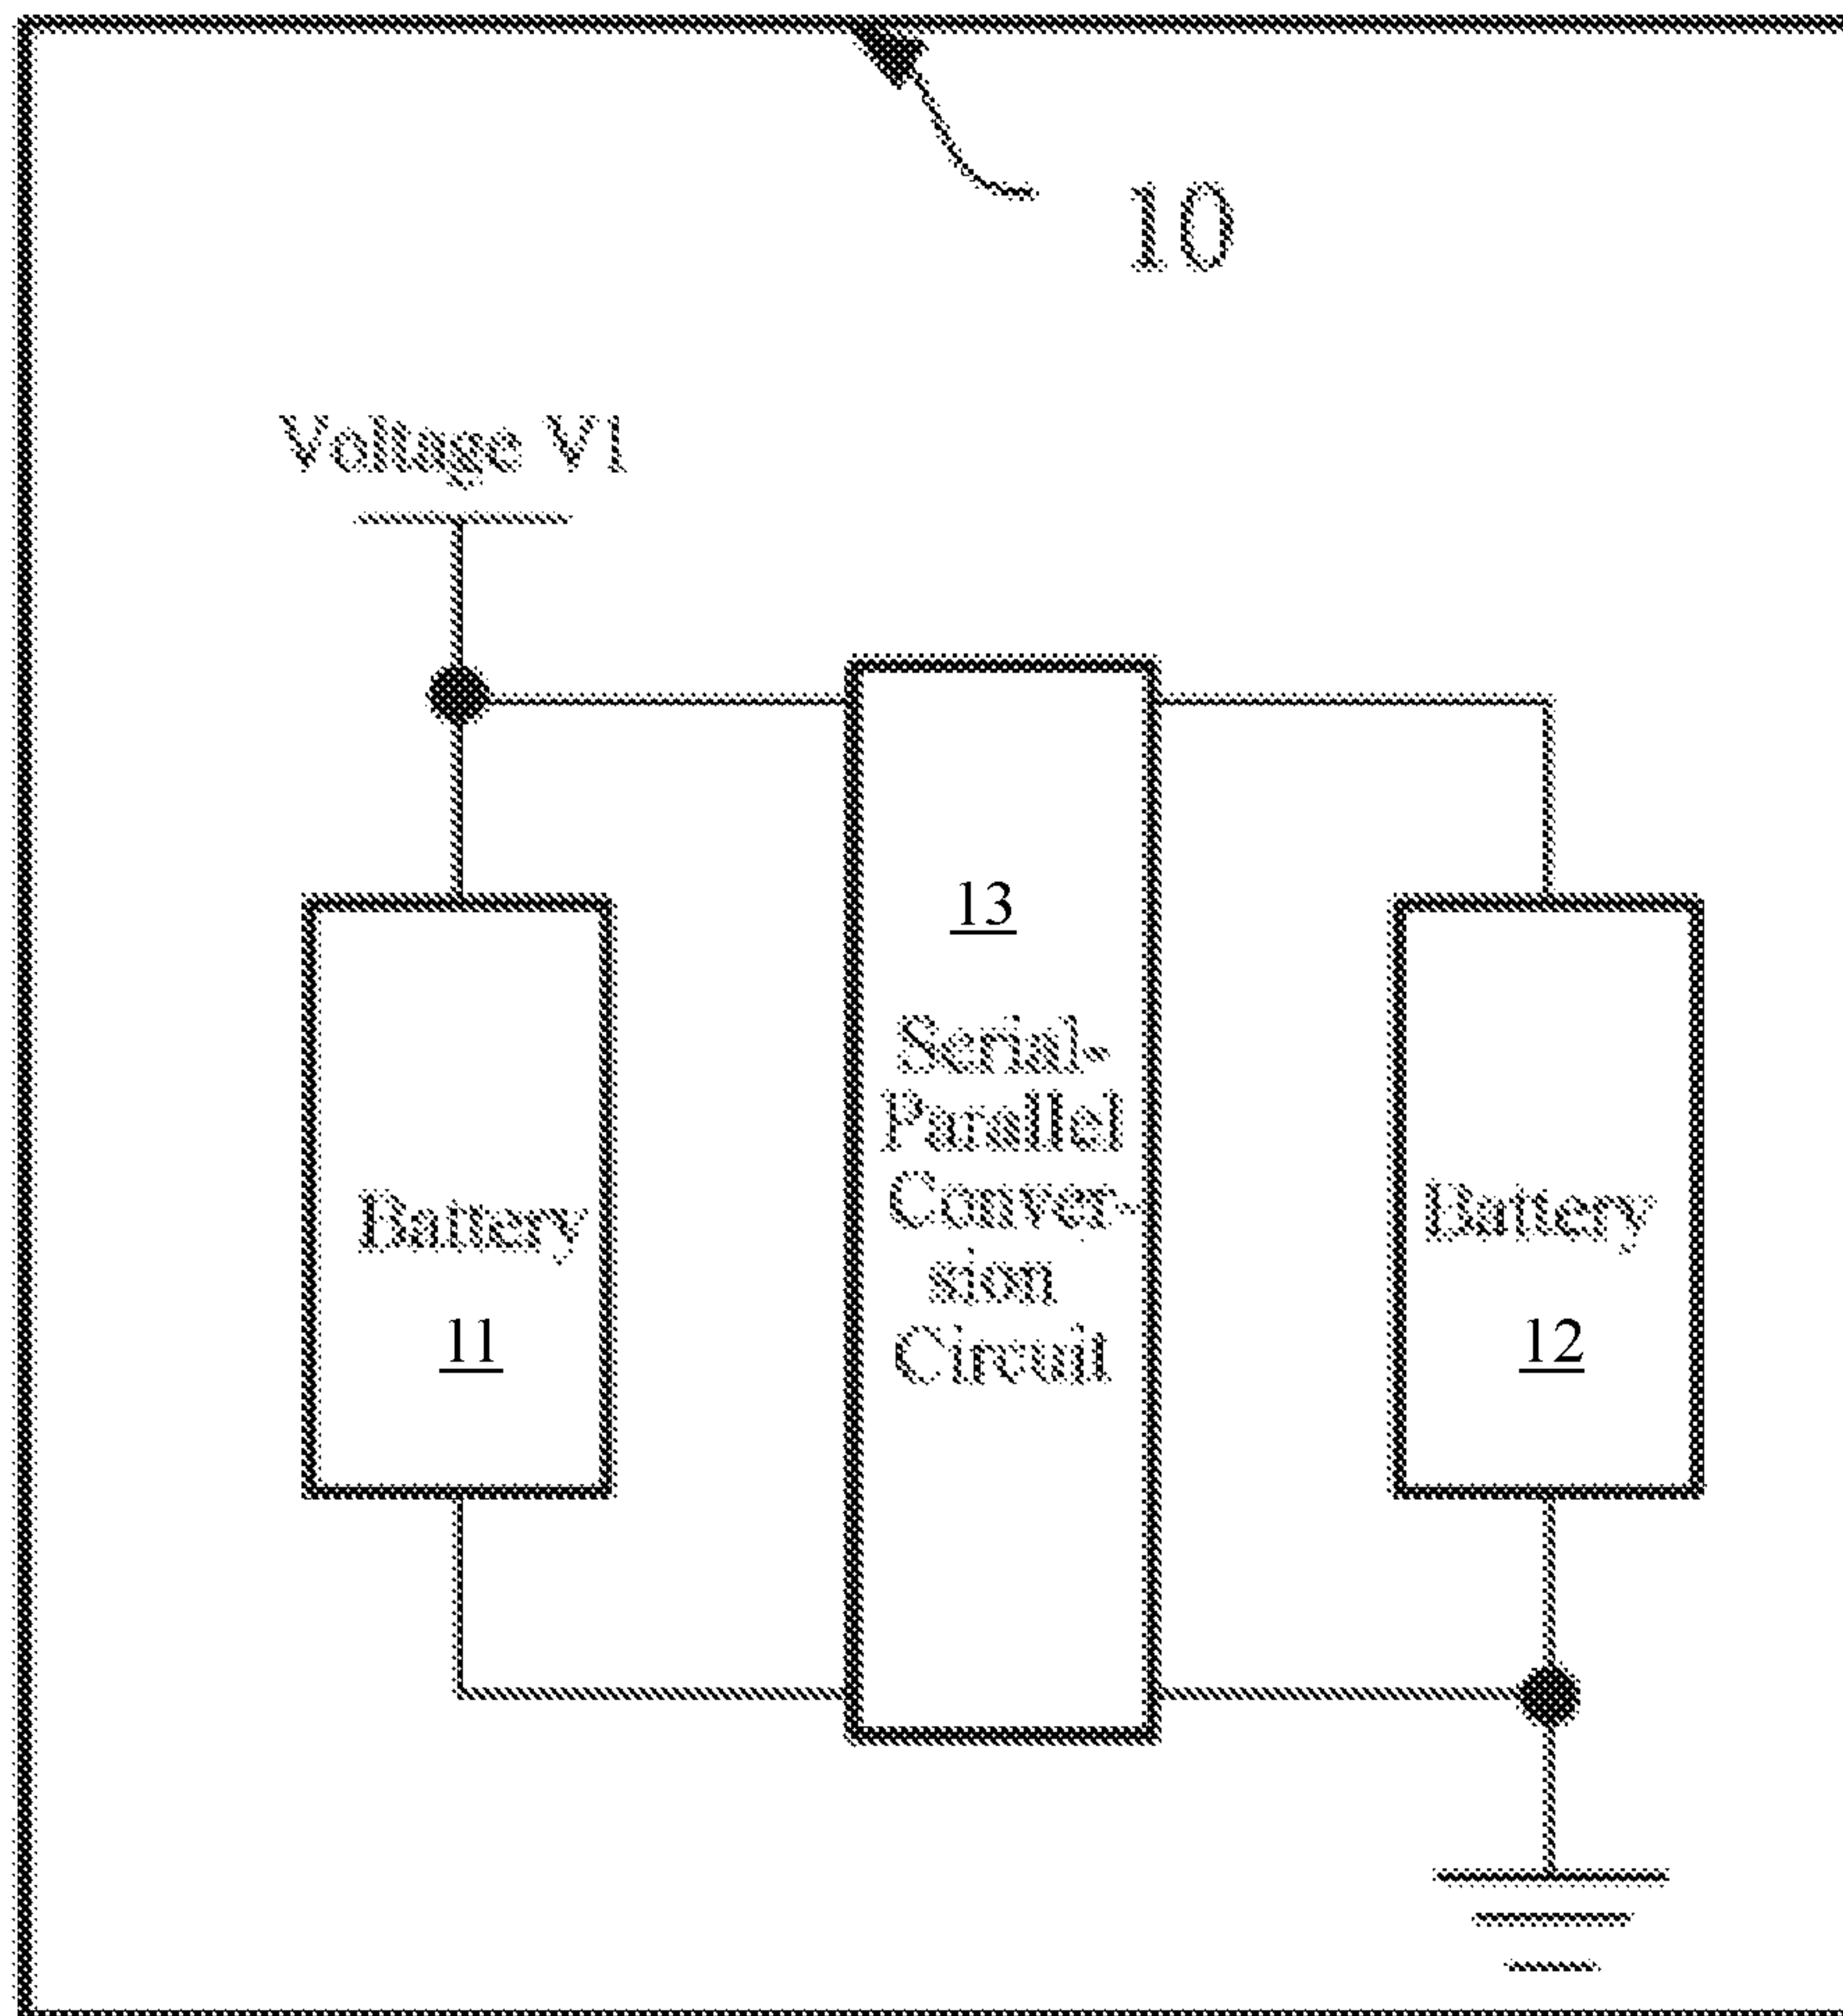 10
Voltage V1
13
Serial-
Parallel
Conver-
sion
Circuit
Battery
11
Battery
12